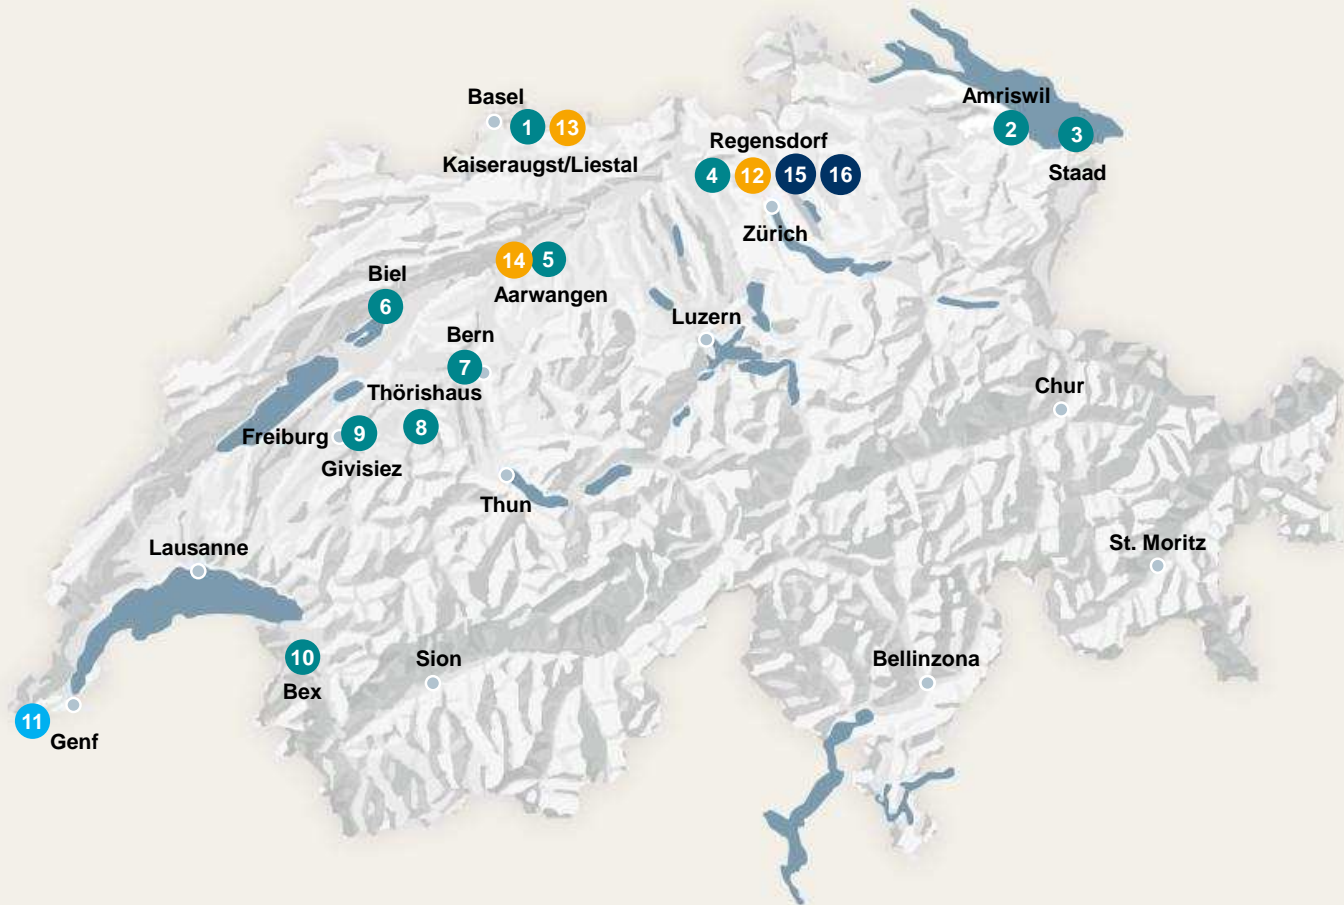 Basel
1 13
Kaiseraugst/Liestal
Amriswil
2 3
Staad
Regensdorf
4 12 15 16
Zürich
14 5
Aarwangen
Biel
6
Luzern
Bern
7
Thörishaus
8
Freiburg 9
Givisiez
Chur
Thun
Lausanne
St. Moritz
10
Bex
Sion
Bellinzona
11
Genf